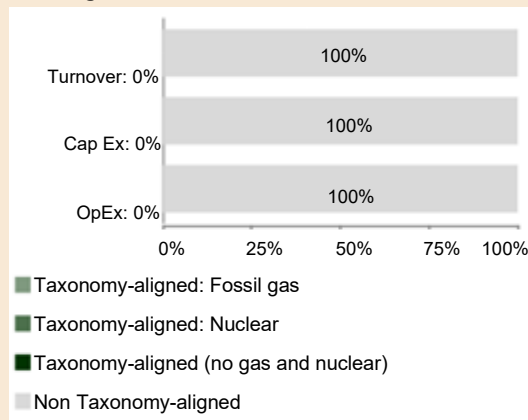 100%
Turnover: 0%
100%
Cap Ex: 0%
100%
OpEx: 0%
0% 25% 50% 75% 100%
Taxonomy-aligned: Fossil gas
Taxonomy-aligned: Nuclear
Taxonomy-aligned (no gas and nuclear)
Non Taxonomy-aligned